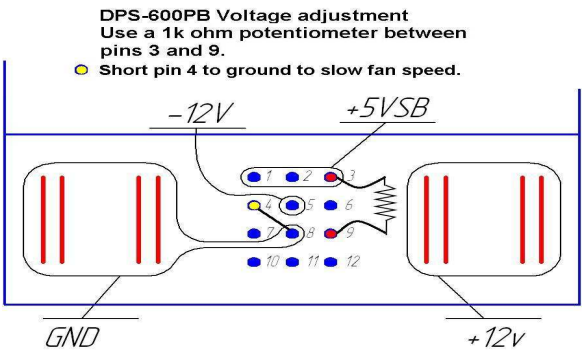 DPS-600PB Voltage adjustment
Use a 1k ohm potentiometer between
pins 3 and 9.
Short pin 4 to ground to slow fan speed.
-12V
+5VSB
1 2 3
4 5 6
7 8 9
10 11 12
GND
+12v